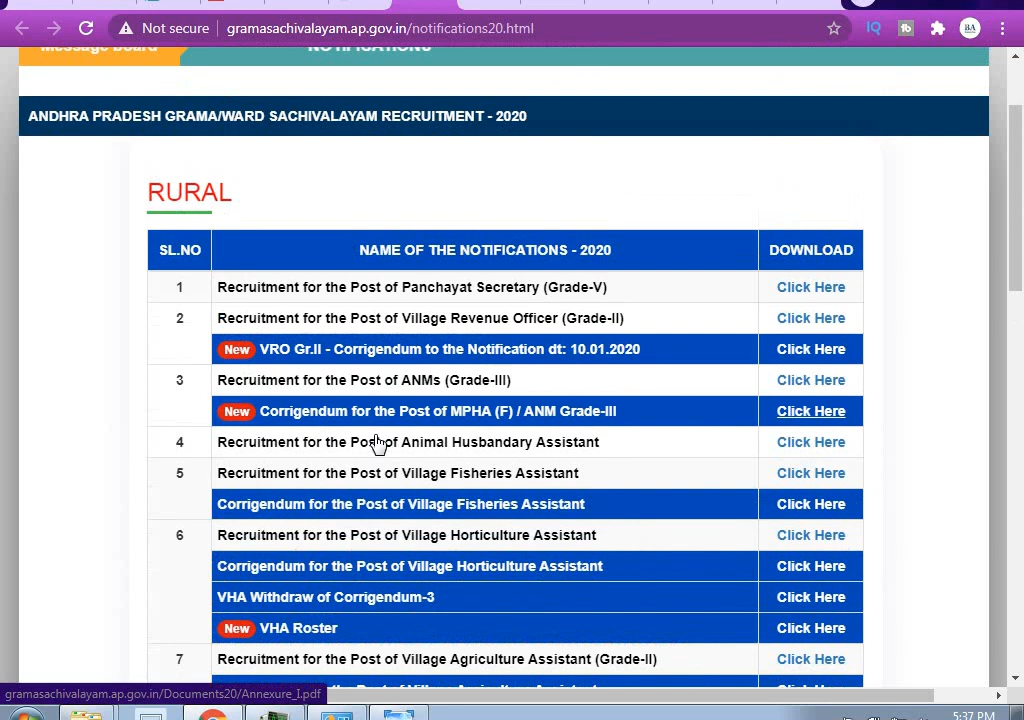 Not secure
gramasachivalayam.ap.gov.in/notifications20.html
IQ
tb
BA
Message Board
NOTIFICATIONS
ANDHRA PRADESH GRAMA/WARD SACHIVALAYAM RECRUITMENT - 2020
RURAL
SL.NO NAME OF THE NOTIFICATIONS - 2020 DOWNLOAD
1 Recruitment for the Post of Panchayat Secretary (Grade-V) Click Here
2 Recruitment for the Post of Village Revenue Officer (Grade-II) Click Here
New VRO Gr.II - Corrigendum to the Notification dt: 10.01.2020 Click Here
3 Recruitment for the Post of ANMs (Grade-III) Click Here
New Corrigendum for the Post of MPHA (F) / ANM Grade-III Click Here
4 Recruitment for the Post of Animal Husbandary Assistant Click Here
5 Recruitment for the Post of Village Fisheries Assistant Click Here
Corrigendum for the Post of Village Fisheries Assistant Click Here
6 Recruitment for the Post of Village Horticulture Assistant Click Here
Corrigendum for the Post of Village Horticulture Assistant Click Here
VHA Withdraw of Corrigendum-3 Click Here
New VHA Roster Click Here
7 Recruitment for the Post of Village Agriculture Assistant (Grade-II) Click Here
gramasachivalayam.ap.gov.in/Documents20/Annexure_I.pdf
5:37 PM